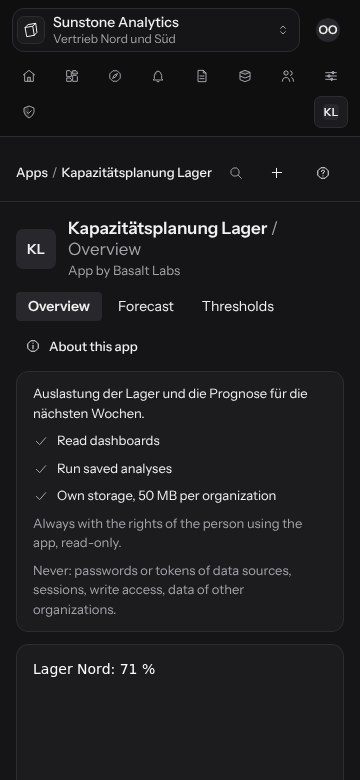 Sunstone Analytics
Vertrieb Nord und Süd
OO
KL
Apps / Kapazitätsplanung Lager
KL
Kapazitätsplanung Lager /
Overview
App by Basalt Labs
Overview Forecast Thresholds
About this app
Auslastung der Lager und die Prognose für die
nächsten Wochen.
Read dashboards
Run saved analyses
Own storage, 50 MB per organization
Always with the rights of the person using the
app, read-only.
Never: passwords or tokens of data sources,
sessions, write access, data of other
organizations.
Lager Nord: 71 %